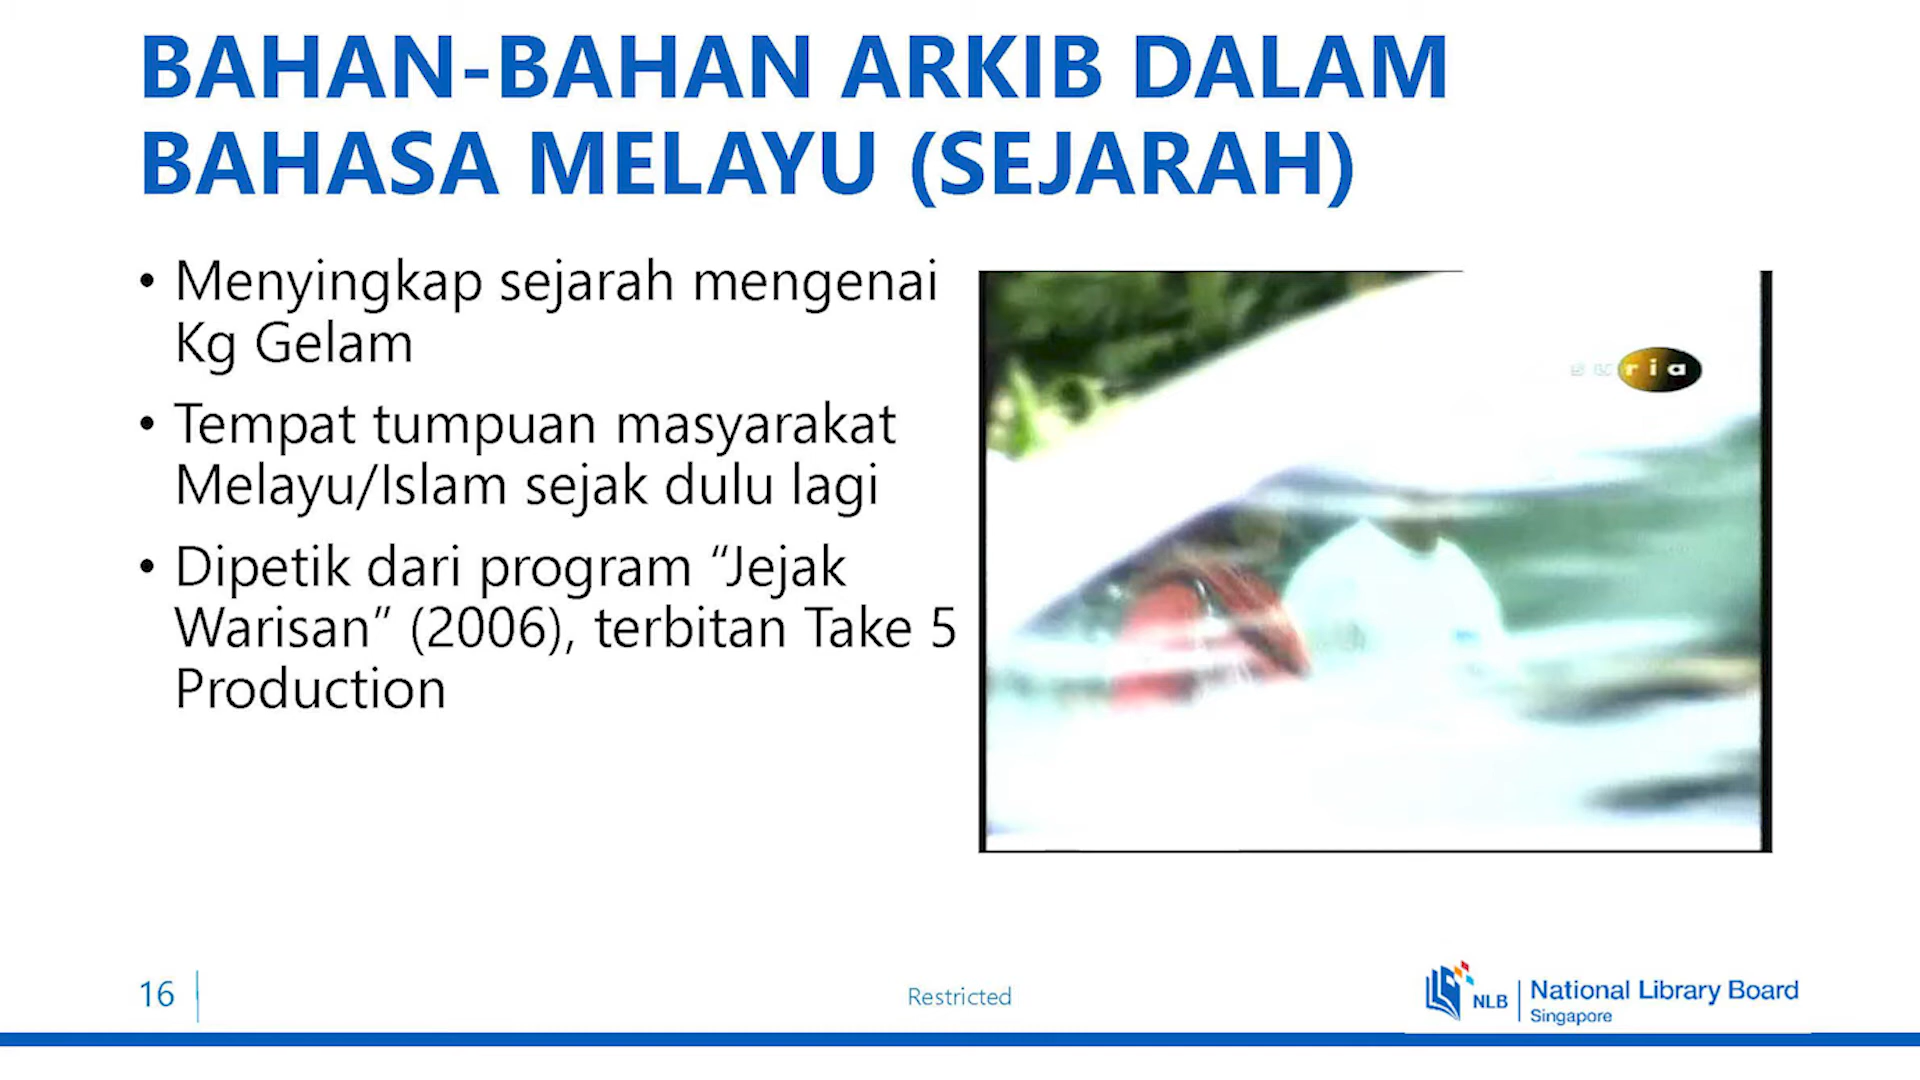 BAHAN-BAHAN ARKIB DALAM
BAHASA MELAYU (SEJARAH)
• Menyingkap sejarah mengenai
Kg Gelam
• Tempat tumpuan masyarakat
Melayu/Islam sejak dulu lagi
• Dipetik dari program “Jejak
Warisan” (2006), terbitan Take 5
Production
suria
16
Restricted
NLB
National Library Board
Singapore